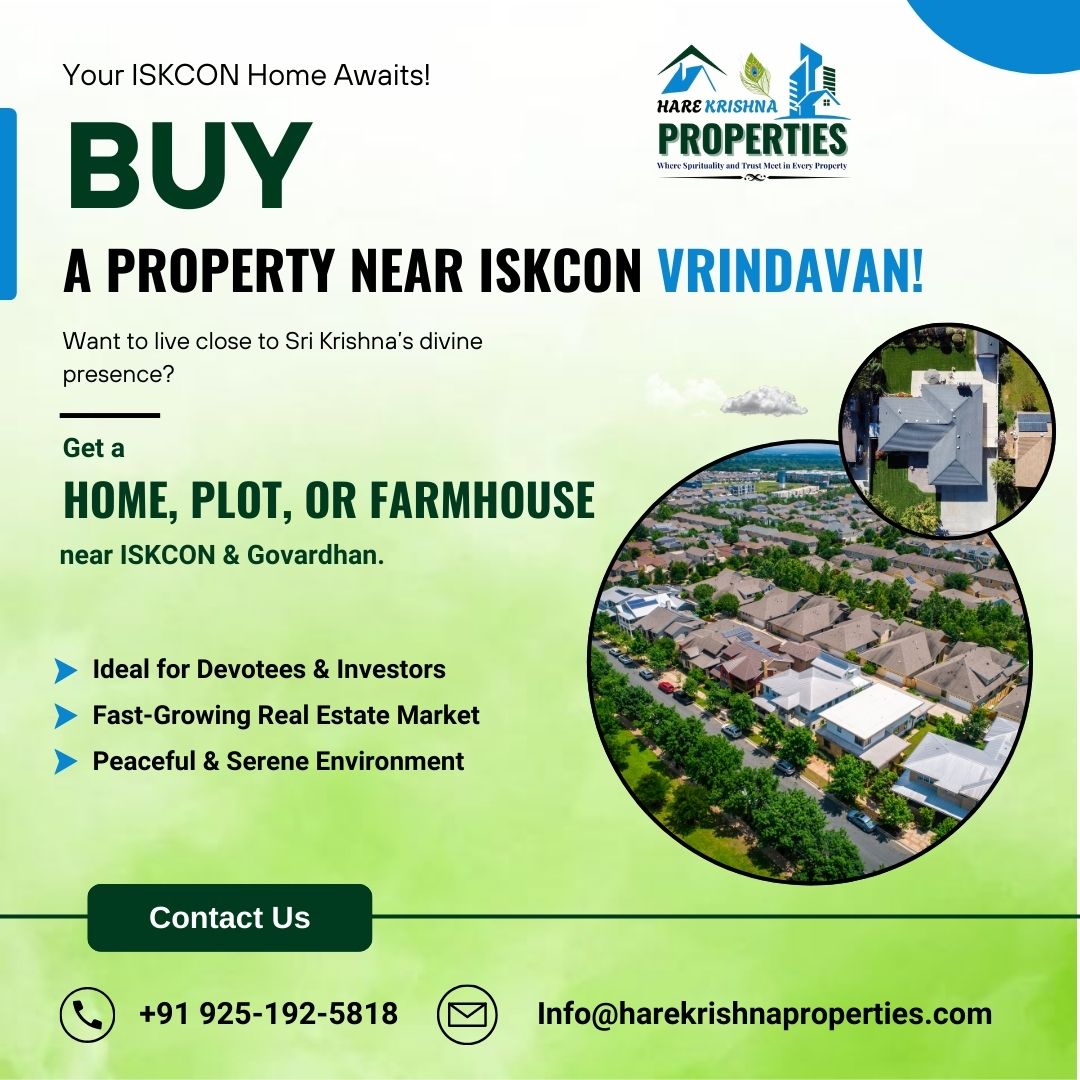 Your ISKCON Home Awaits!
HARE KRISHNA
PROPERTIES
Where Spirituality and Trust Meet in Every Property
BUY
A PROPERTY NEAR ISKCON VRINDAVAN!
Want to live close to Sri Krishna's divine
presence?
Get a
HOME, PLOT, OR FARMHOUSE
near ISKCON & Govardhan.
Ideal for Devotees & Investors
Fast-Growing Real Estate Market
Peaceful & Serene Environment
Contact Us
+91 925-192-5818
Info@harekrishnaproperties.com